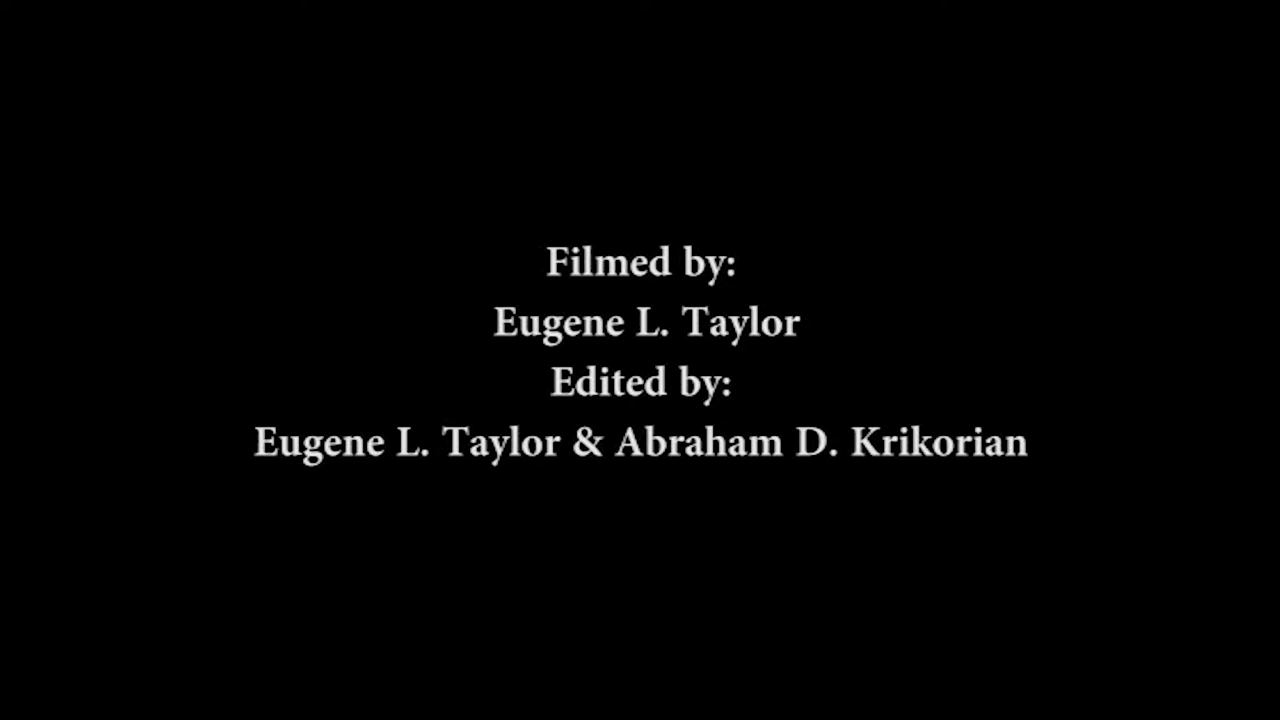 Filmed by:
Eugene L. Taylor
Edited by:
Eugene L. Taylor & Abraham D. Krikorian